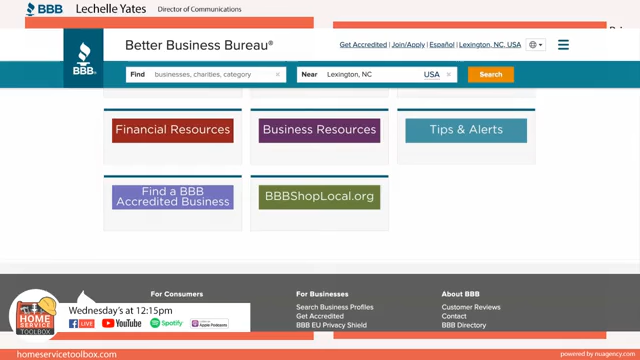 BBB Lechelle Yates Director of Communications
Better Business Bureau®
Get Accredited | Join/Apply | Español | Lexington, NC, USA
BBB
Find businesses, charities, category × Near Lexington, NC USA × Search
Financial Resources Business Resources Tips & Alerts
Find a BBB
Accredited Business
BBBShopLocal.org
For Consumers For Businesses About BBB
Search Business Profiles Customer Reviews
Get Accredited Contact
BBB EU Privacy Shield BBB Directory
HOME
SERVICE
TOOLBOX
Wednesday's at 12:15pm
LIVE YouTube Spotify Apple Podcasts
homeservicetoolbox.com powered by nuagency.com